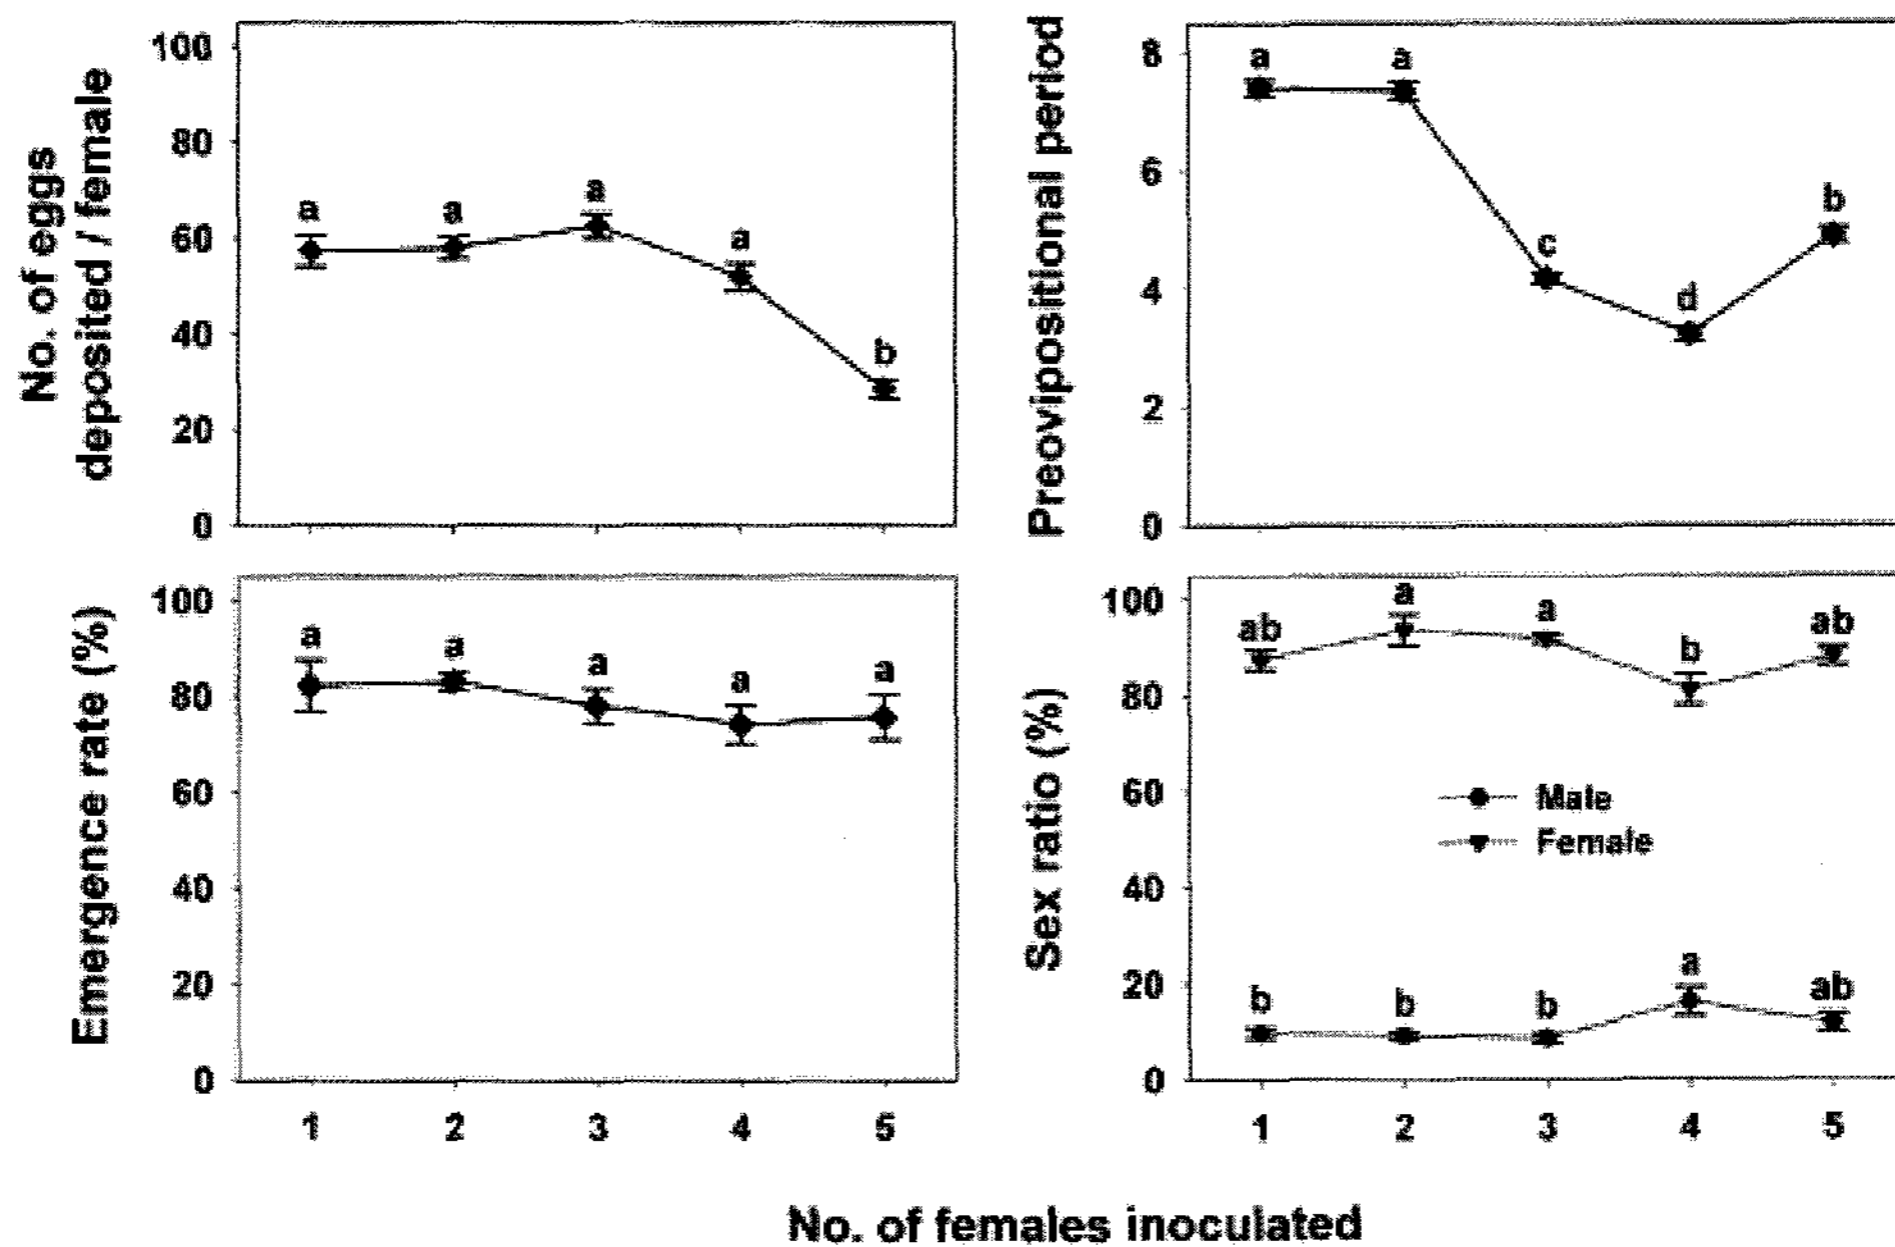 No. of eggs
deposited / female
100
80
60
40
20
0
a
a
a
a
b
Preovipositional period
8
6
4
2
0
a
a
c
d
b
Emergence rate (%)
100
80
60
40
20
0
a
a
a
a
a
1
2
3
4
5
Sex ratio (%)
100
80
60
40
20
0
ab
a
a
b
ab
Male
Female
b
b
b
a
ab
1
2
3
4
5
No. of females inoculated